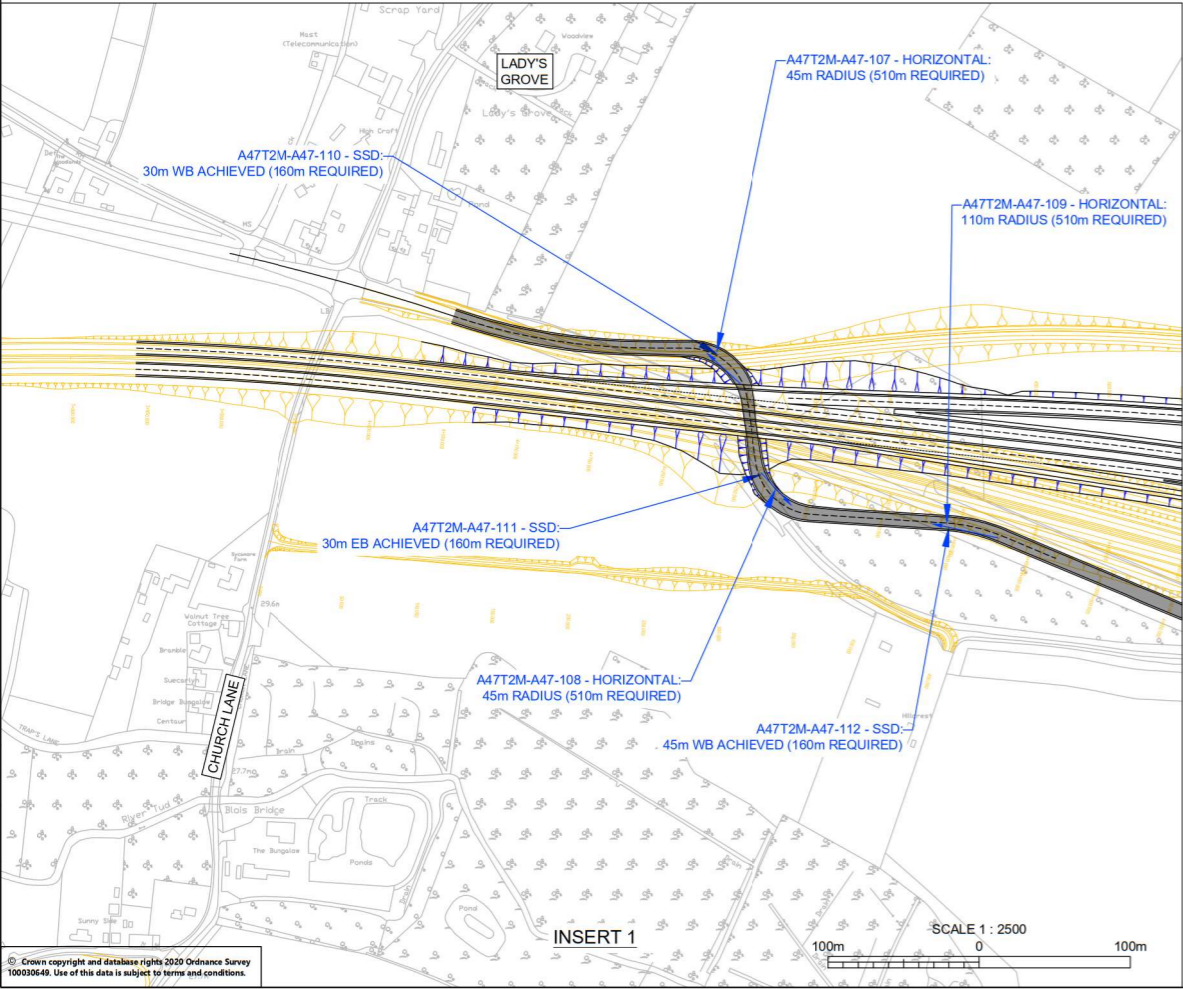 Scrap Yard
Mast
(Telecommunication)
Woodview
LADY'S
GROVE
A47T2M-A47-107 - HORIZONTAL:
45m RADIUS (510m REQUIRED)
Lady's Grove
High Croft
A47T2M-A47-110 - SSD:
30m WB ACHIEVED (160m REQUIRED)
Pond
A47T2M-A47-109 - HORIZONTAL:
110m RADIUS (510m REQUIRED)
MS
LB
A47T2M-A47-111 - SSD:
30m EB ACHIEVED (160m REQUIRED)
Sycamore
Farm
29.6m
Walnut Tree
Cottage
Bramble
Suecarlyn
Bridge Bungalow
Centaur
CHURCH LANE
TRAP'S LANE
A47T2M-A47-108 - HORIZONTAL:
45m RADIUS (510m REQUIRED)
Hillcrest
A47T2M-A47-112 - SSD:
45m WB ACHIEVED (160m REQUIRED)
Drain
Drains
27.7m
River Tud
Blois Bridge
Track
The Bungalow
Ponds
Drain
Pond
Sunny Side
INSERT 1
SCALE 1 : 2500
100m 0 100m
© Crown copyright and database rights 2020 Ordnance Survey
100030649. Use of this data is subject to terms and conditions.